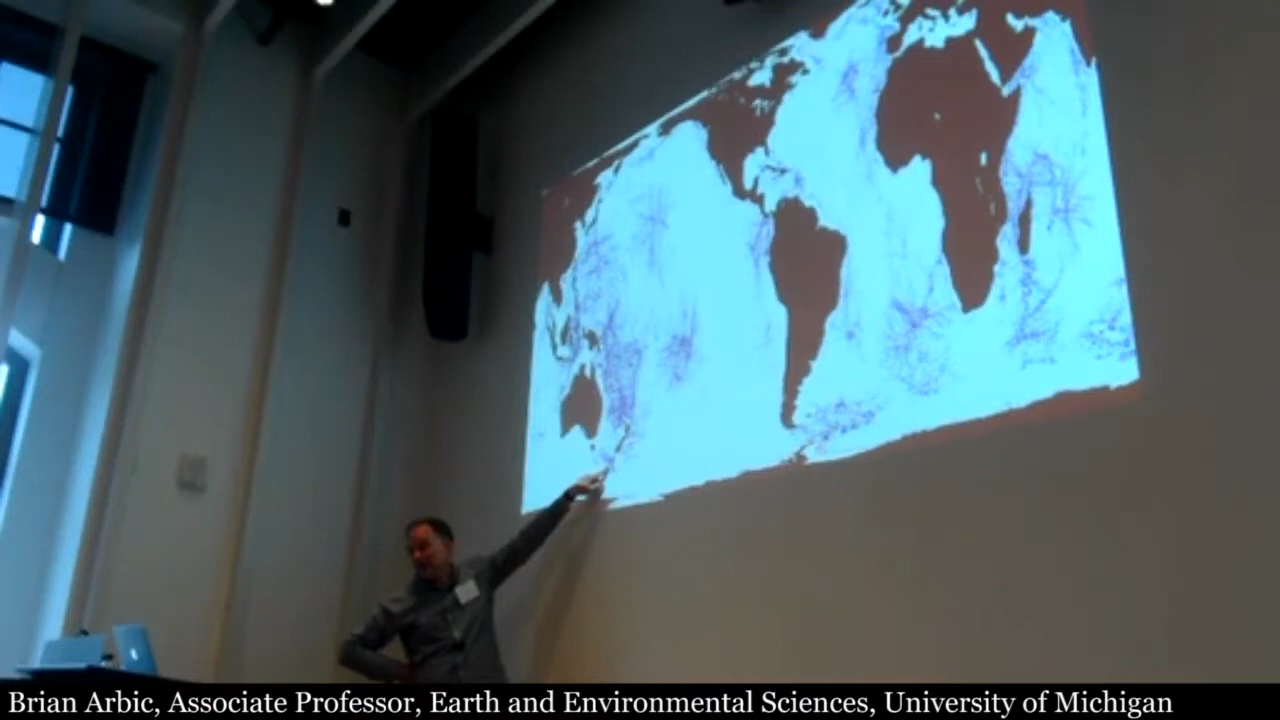 Brian Arbic, Associate Professor, Earth and Environmental Sciences, University of Michigan